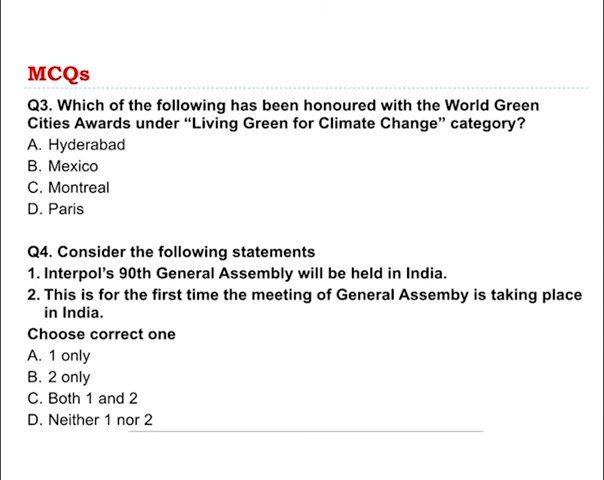 MCQs
Q3. Which of the following has been honoured with the World Green
Cities Awards under “Living Green for Climate Change” category?
A. Hyderabad
B. Mexico
C. Montreal
D. Paris
Q4. Consider the following statements
1. Interpol’s 90th General Assembly will be held in India.
2. This is for the first time the meeting of General Assemby is taking place
in India.
Choose correct one
A. 1 only
B. 2 only
C. Both 1 and 2
D. Neither 1 nor 2